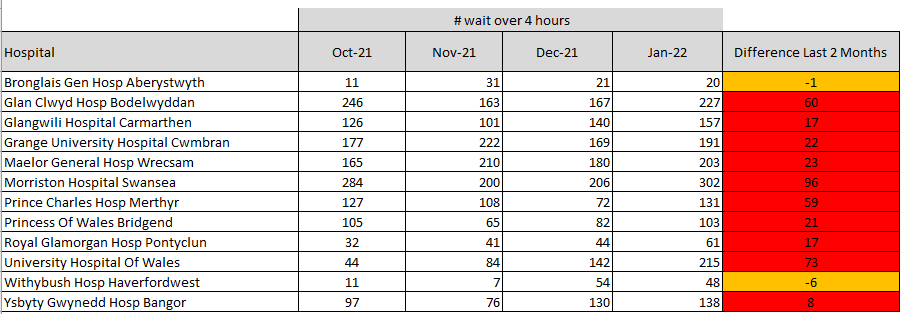 # wait over 4 hours
Hospital Oct-21 Nov-21 Dec-21 Jan-22 Difference Last 2 Months
Bronglais Gen Hosp Aberystwyth 11 31 21 20 -1
Glan Clwyd Hosp Bodelwyddan 246 163 167 227 60
Glangwili Hospital Carmarthen 126 101 140 157 17
Grange University Hospital Cwmbran 177 222 169 191 22
Maelor General Hosp Wrecsam 165 210 180 203 23
Morriston Hospital Swansea 284 200 206 302 96
Prince Charles Hosp Merthyr 127 108 72 131 59
Princess Of Wales Bridgend 105 65 82 103 21
Royal Glamorgan Hosp Pontyclun 32 41 44 61 17
University Hospital Of Wales 44 84 142 215 73
Withybush Hosp Haverfordwest 11 7 54 48 -6
Ysbyty Gwynedd Hosp Bangor 97 76 130 138 8